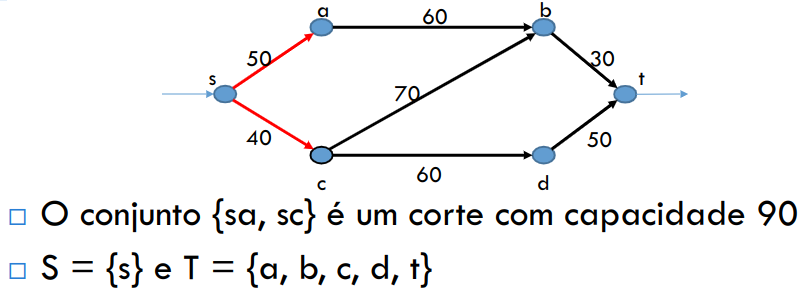 a
60
b
50
30
s
t
70
40
50
60
c
d
O conjunto {sa, sc} é um corte com capacidade 90
S = {s} e T = {a, b, c, d, t}